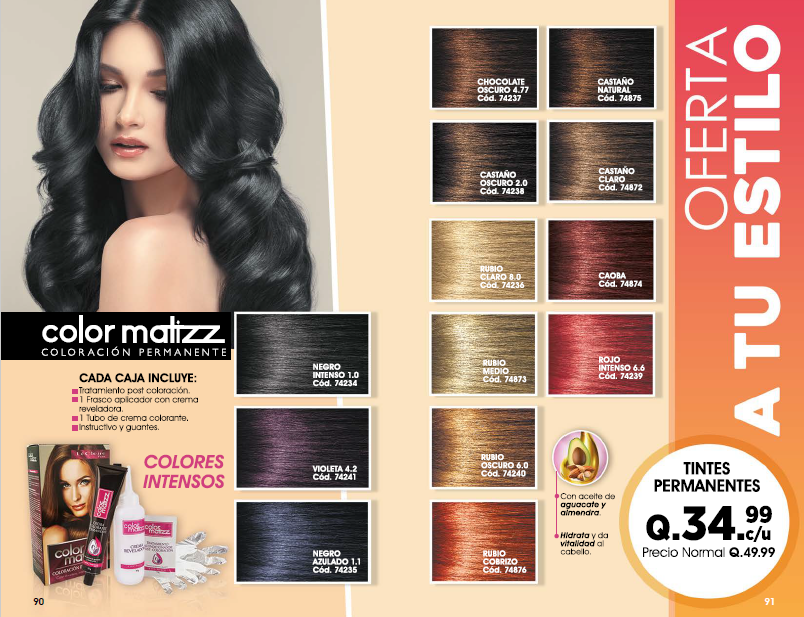 color matizz
COLORACIÓN PERMANENTE
CADA CAJA INCLUYE:
Tratamiento post coloración.
1 Frasco aplicador con crema
reveladora.
1 Tubo de crema colorante.
Instructivo y guantes.
COLORES
INTENSOS
color
color matizz
color matizz
90
NEGRO
INTENSO 1.0
Cód. 74234
VIOLETA 4.2
Cód. 74241
NEGRO
AZULADO 1.1
Cód. 74235
CHOCOLATE
OSCURO 4.77
Cód. 74237
CASTAÑO
NATURAL
Cód. 74875
CASTAÑO
OSCURO 2.0
Cód. 74238
CASTAÑO
CLARO
Cód. 74872
RUBIO
CLARO 8.0
Cód. 74236
CAOBA
Cód. 74874
RUBIO
MEDIO
Cód. 74873
ROJO
INTENSO 6.6
Cód. 74239
RUBIO
OSCURO 6.0
Cód. 74240
RUBIO
COBRIZO
Cód. 74876
Con aceite de
aguacate y
almendra.
Hidrata y da
vitalidad al
cabello.
OFERTA
A TU ESTILO
TINTES
PERMANENTES
Q.34.99
c/u
Precio Normal Q.49.99
91